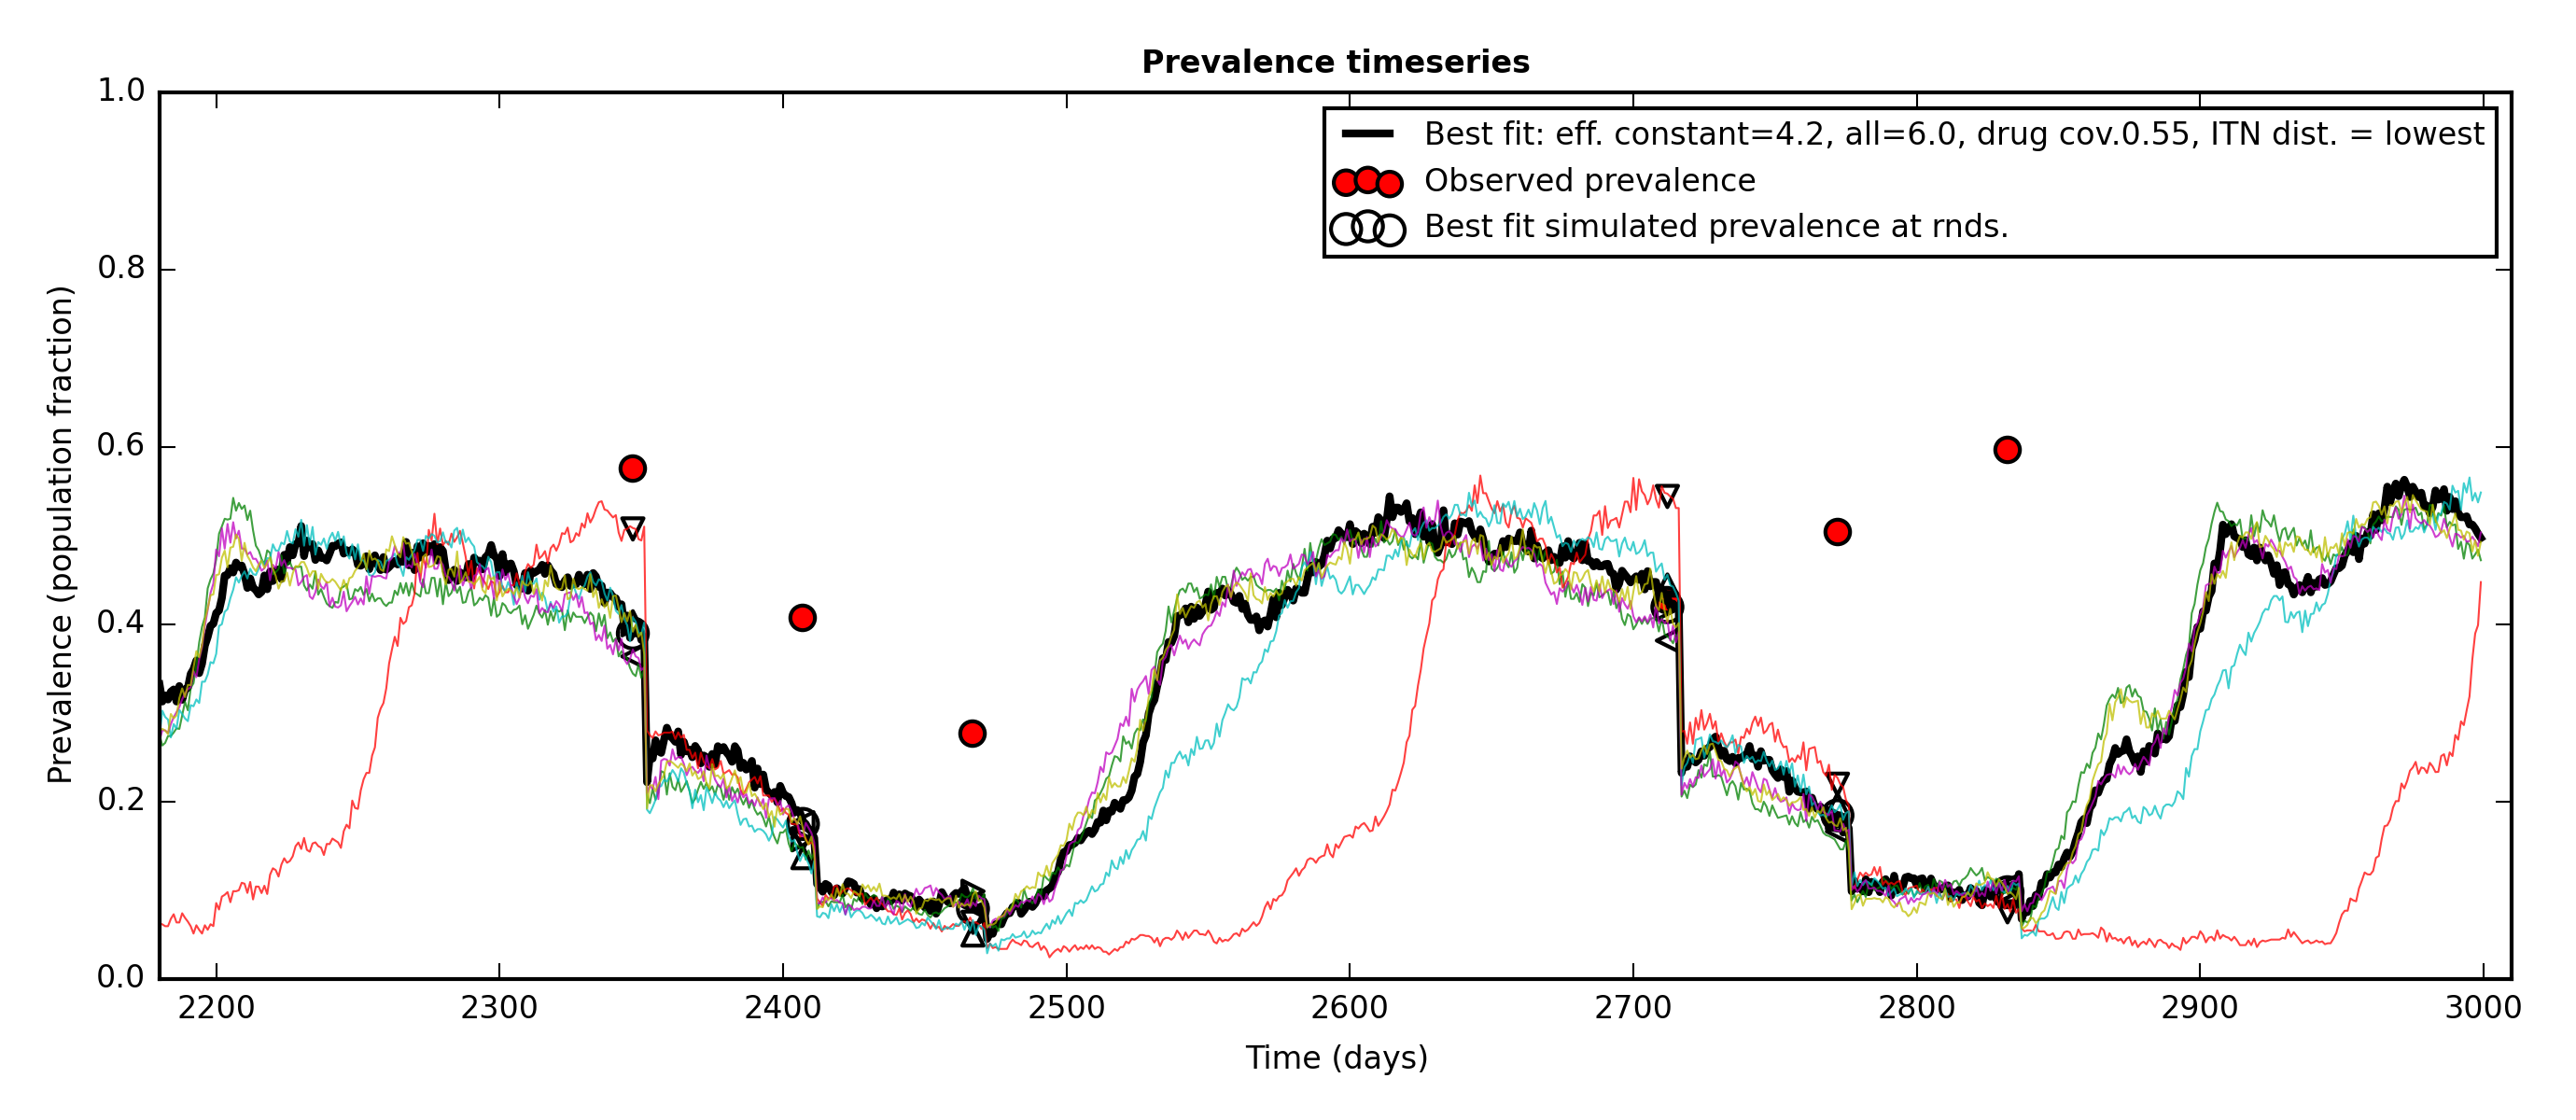 Prevalence timeseries
Best fit: eff. constant=4.2, all=6.0, drug cov.0.55, ITN dist. = lowest
Observed prevalence
Best fit simulated prevalence at rnds.
Prevalence (population fraction)
1.0
0.8
0.6
0.4
0.2
0.0
2200 2300 2400 2500 2600 2700 2800 2900 3000
Time (days)